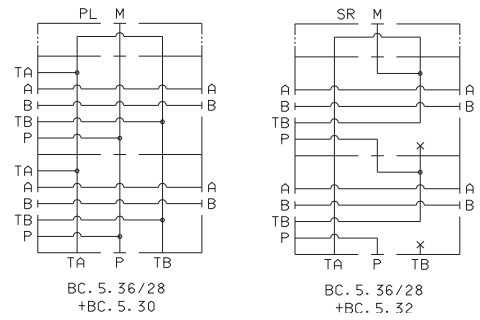 PL M
SR M
TA
A A
B B
TB
P
TA
A A
B B
TB
P
TA P TB
BC.5.36/28
+BC.5.30
A A
B B
TB
P
A A
B B
TB
P
TA P TB
BC.5.36/28
+BC.5.32